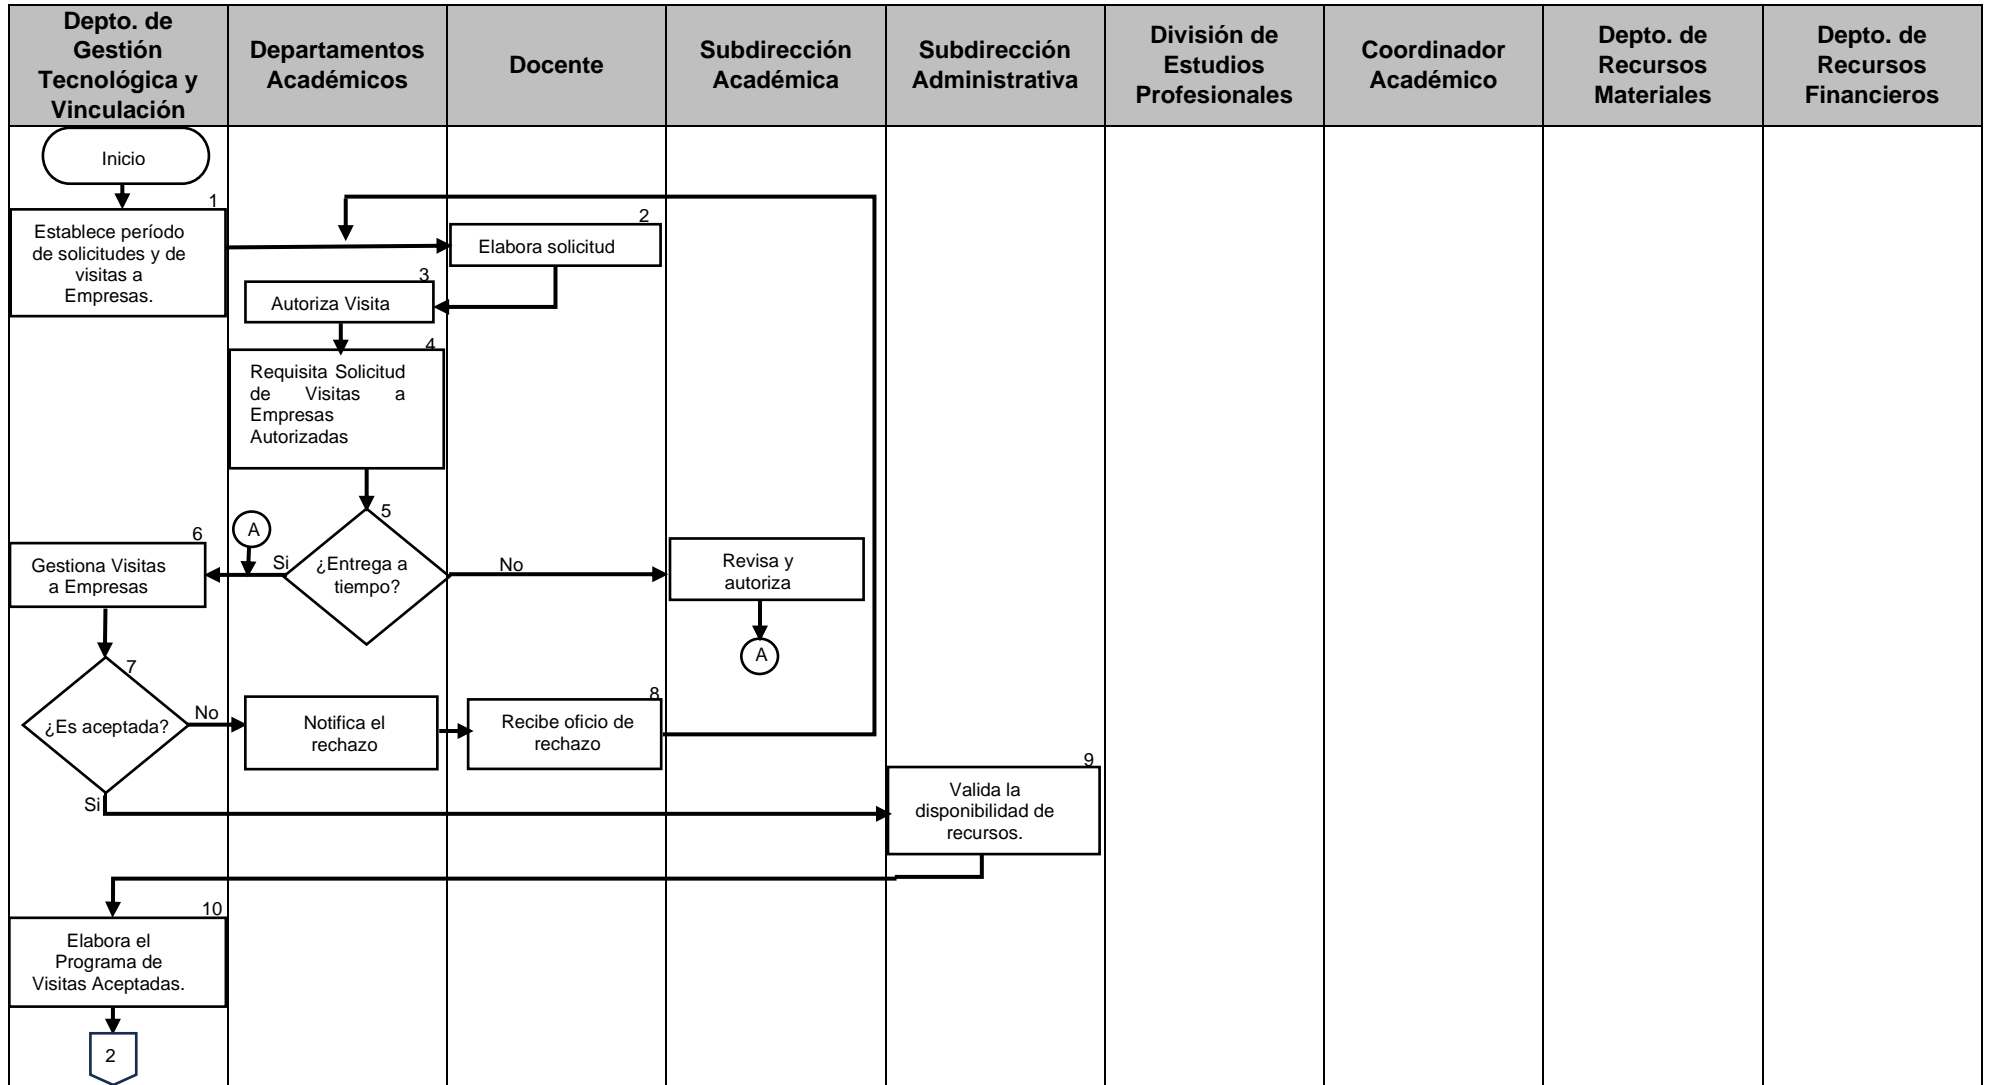 Depto. de
Gestión
Tecnológica y
Vinculación
Departamentos
Académicos
Docente
Subdirección
Académica
Subdirección
Administrativa
División de
Estudios
Profesionales
Coordinador
Académico
Depto. de
Recursos
Materiales
Depto. de
Recursos
Financieros
Inicio
1
Establece período
de solicitudes y de
visitas a
Empresas.
2
Elabora solicitud
3
Autoriza Visita
4
Requisita Solicitud
de Visitas a
Empresas
Autorizadas
5
¿Entrega a
tiempo?
Si
No
A
6
Gestiona Visitas
a Empresas
Revisa y
autoriza
A
7
¿Es aceptada?
No
Si
Notifica el
rechazo
8
Recibe oficio de
rechazo
9
Valida la
disponibilidad de
recursos.
10
Elabora el
Programa de
Visitas Aceptadas.
2